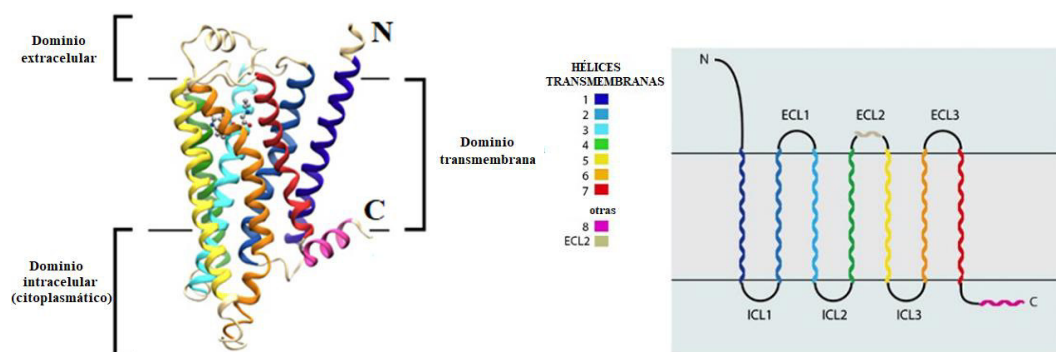 Dominio
extracelular
N
Dominio
transmembrana
C
Dominio
intracelular
(citoplasmático)
HÉLICES
TRANSMEMBRANAS
1
2
3
4
5
6
7
otras
8
ECL2
N
ECL1
ECL2
ECL3
ICL1
ICL2
ICL3
C